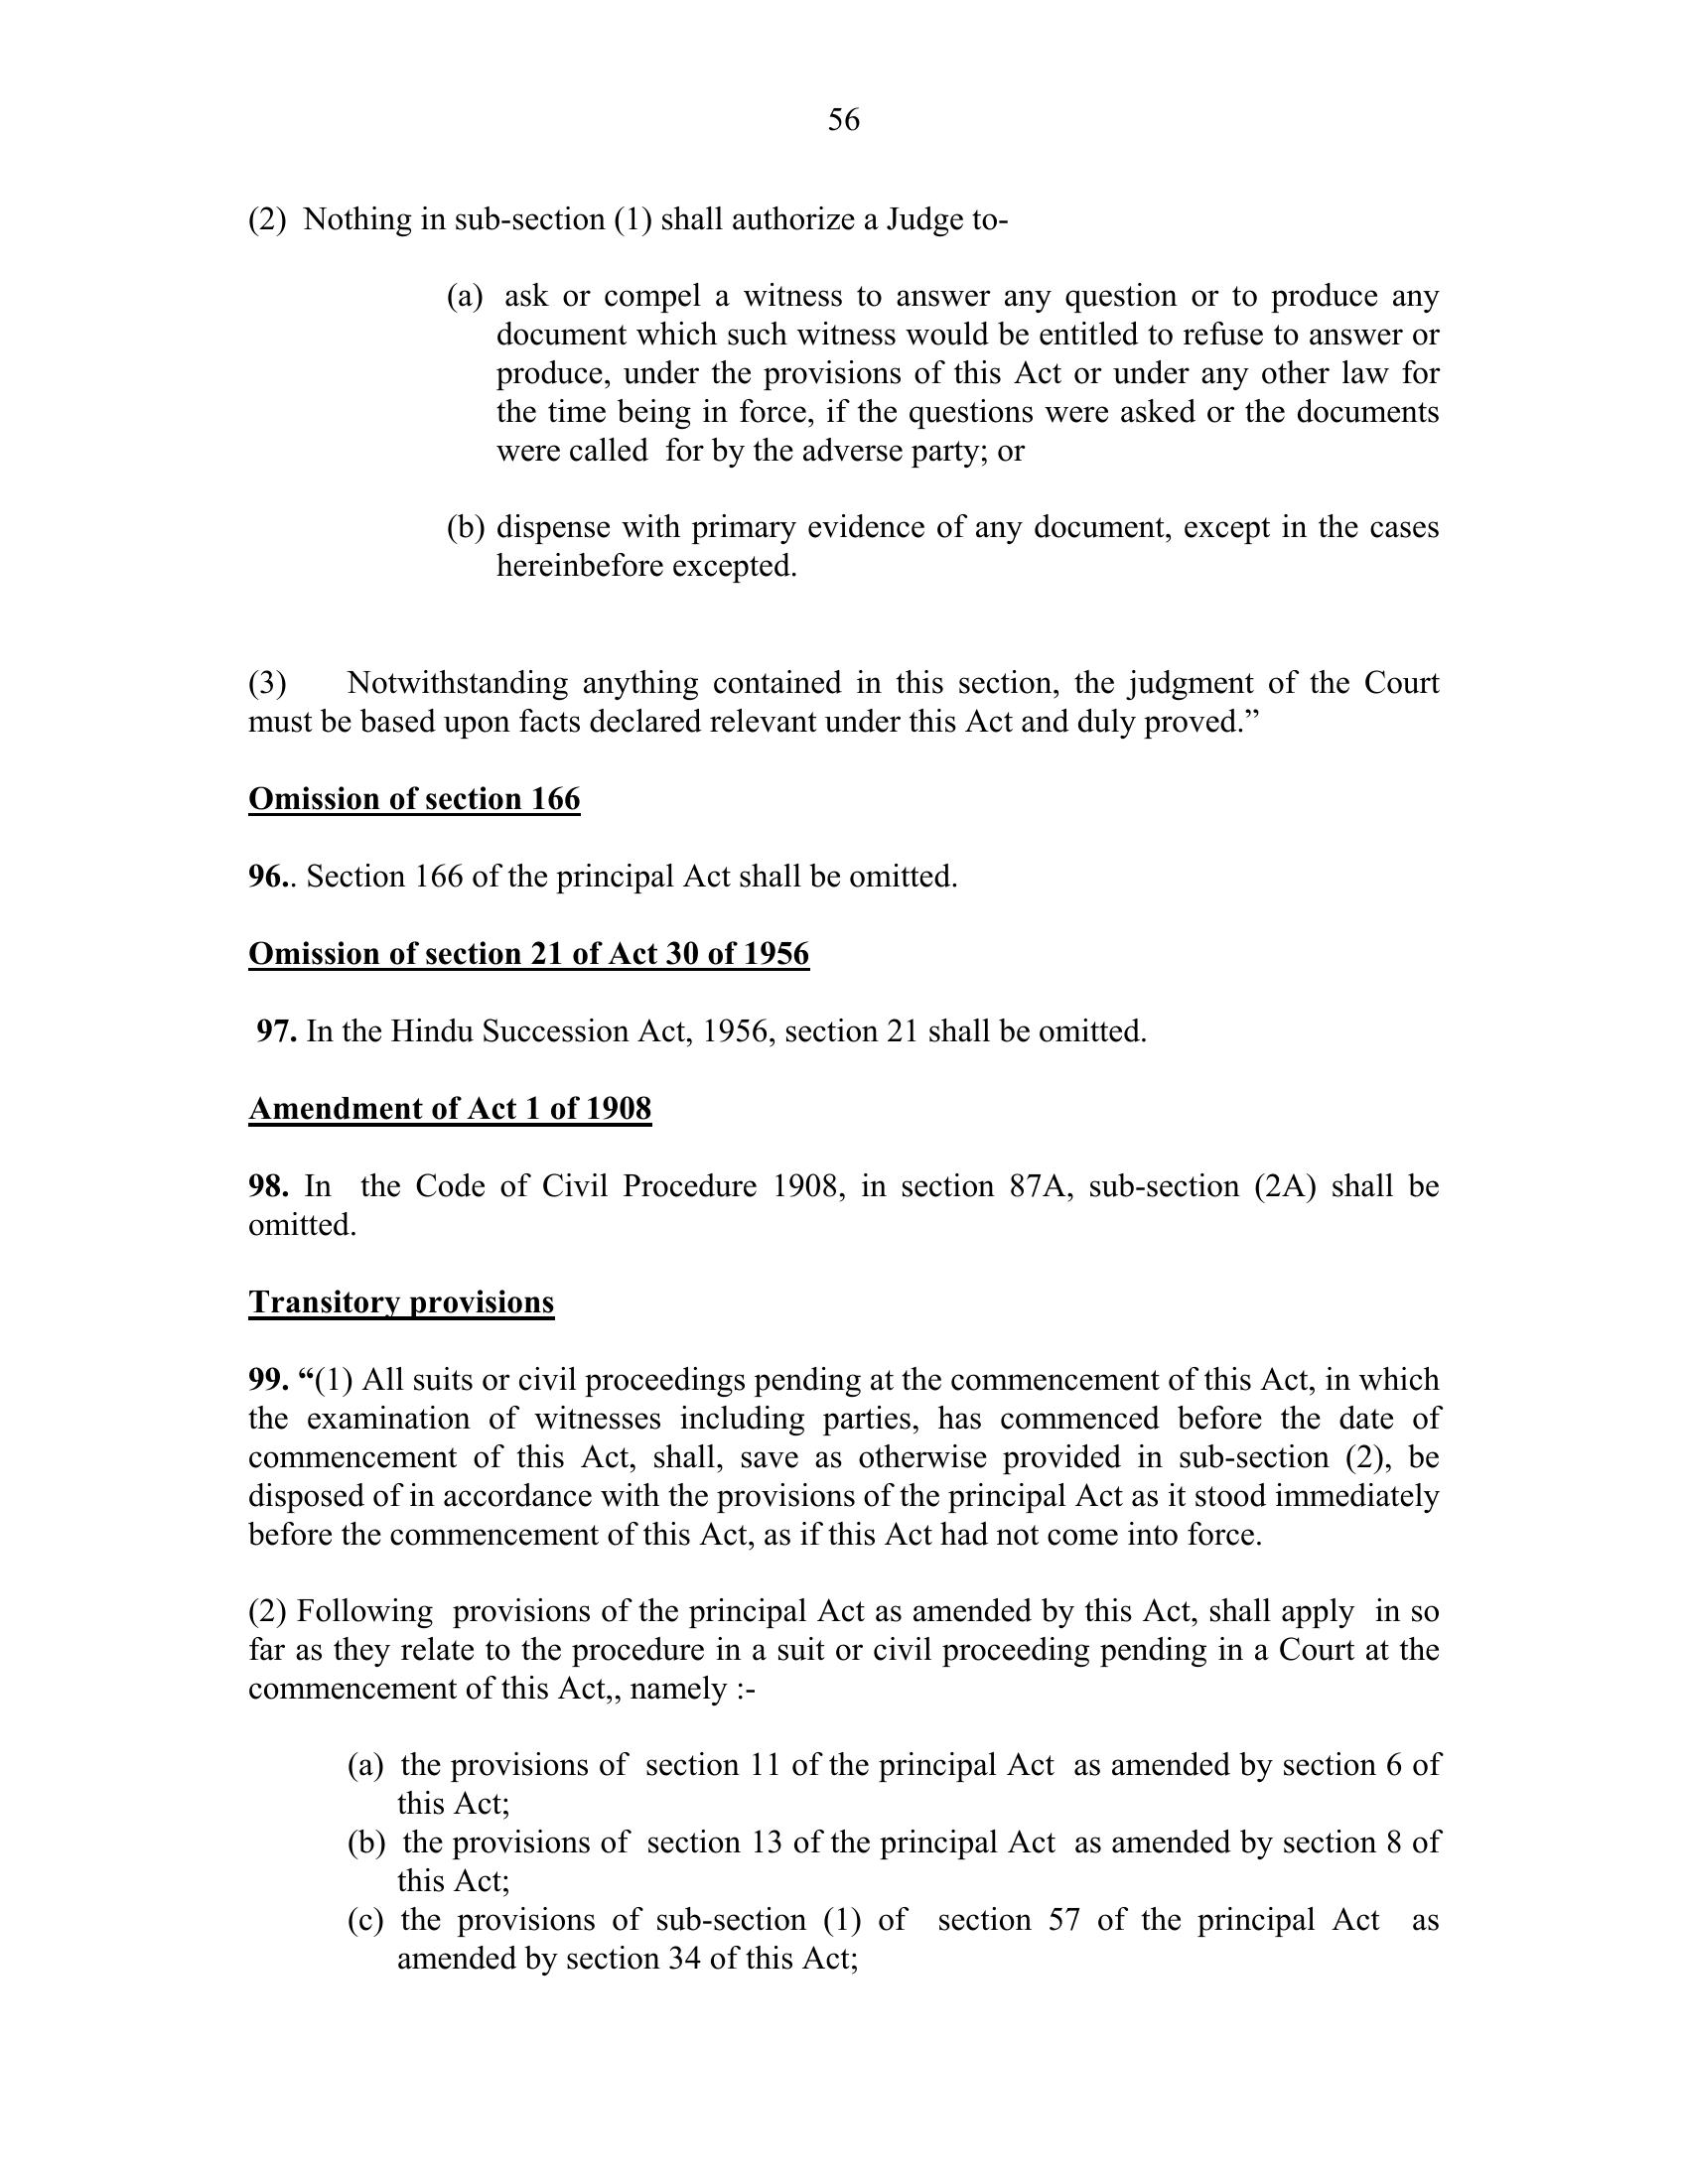 56
(2) Nothing in sub-section (1) shall authorize a Judge to-
(a) ask or compel a witness to answer any question or to produce any
document which such witness would be entitled to refuse to answer or
produce, under the provisions of this Act or under any other law for
the time being in force, if the questions were asked or the documents
were called for by the adverse party; or
(b) dispense with primary evidence of any document, except in the cases
hereinbefore excepted.
(3) Notwithstanding anything contained in this section, the judgment of the Court
must be based upon facts declared relevant under this Act and duly proved.”
Omission of section 166
96.. Section 166 of the principal Act shall be omitted.
Omission of section 21 of Act 30 of 1956
97. In the Hindu Succession Act, 1956, section 21 shall be omitted.
Amendment of Act 1 of 1908
98. In the Code of Civil Procedure 1908, in section 87A, sub-section (2A) shall be
omitted.
Transitory provisions
99. “(1) All suits or civil proceedings pending at the commencement of this Act, in which
the examination of witnesses including parties, has commenced before the date of
commencement of this Act, shall, save as otherwise provided in sub-section (2), be
disposed of in accordance with the provisions of the principal Act as it stood immediately
before the commencement of this Act, as if this Act had not come into force.
(2) Following provisions of the principal Act as amended by this Act, shall apply in so
far as they relate to the procedure in a suit or civil proceeding pending in a Court at the
commencement of this Act,, namely :-
(a) the provisions of section 11 of the principal Act as amended by section 6 of
this Act;
(b) the provisions of section 13 of the principal Act as amended by section 8 of
this Act;
(c) the provisions of sub-section (1) of section 57 of the principal Act as
amended by section 34 of this Act;